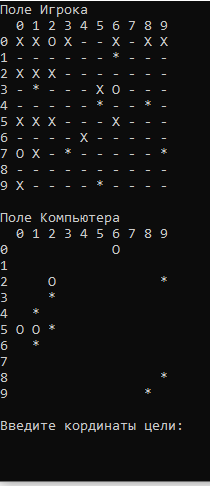 Поле Игрока
  0 1 2 3 4 5 6 7 8 9
0 X X O X - - X - X X
1 - - - - - - * - - -
2 X X X - - - - - - -
3 - * - - - X O - - -
4 - - - - - * - - * -
5 X X X - - - X - - -
6 - - - - X - - - - -
7 O X - * - - - - - *
8 - - - - - - - - - -
9 X - - - - * - - - -
Поле Компьютера
  0 1 2 3 4 5 6 7 8 9
0             O
1
2     O             *
3     *
4   *
5 O O *
6   *
7
8                   *
9                 *
Введите кординаты цели: